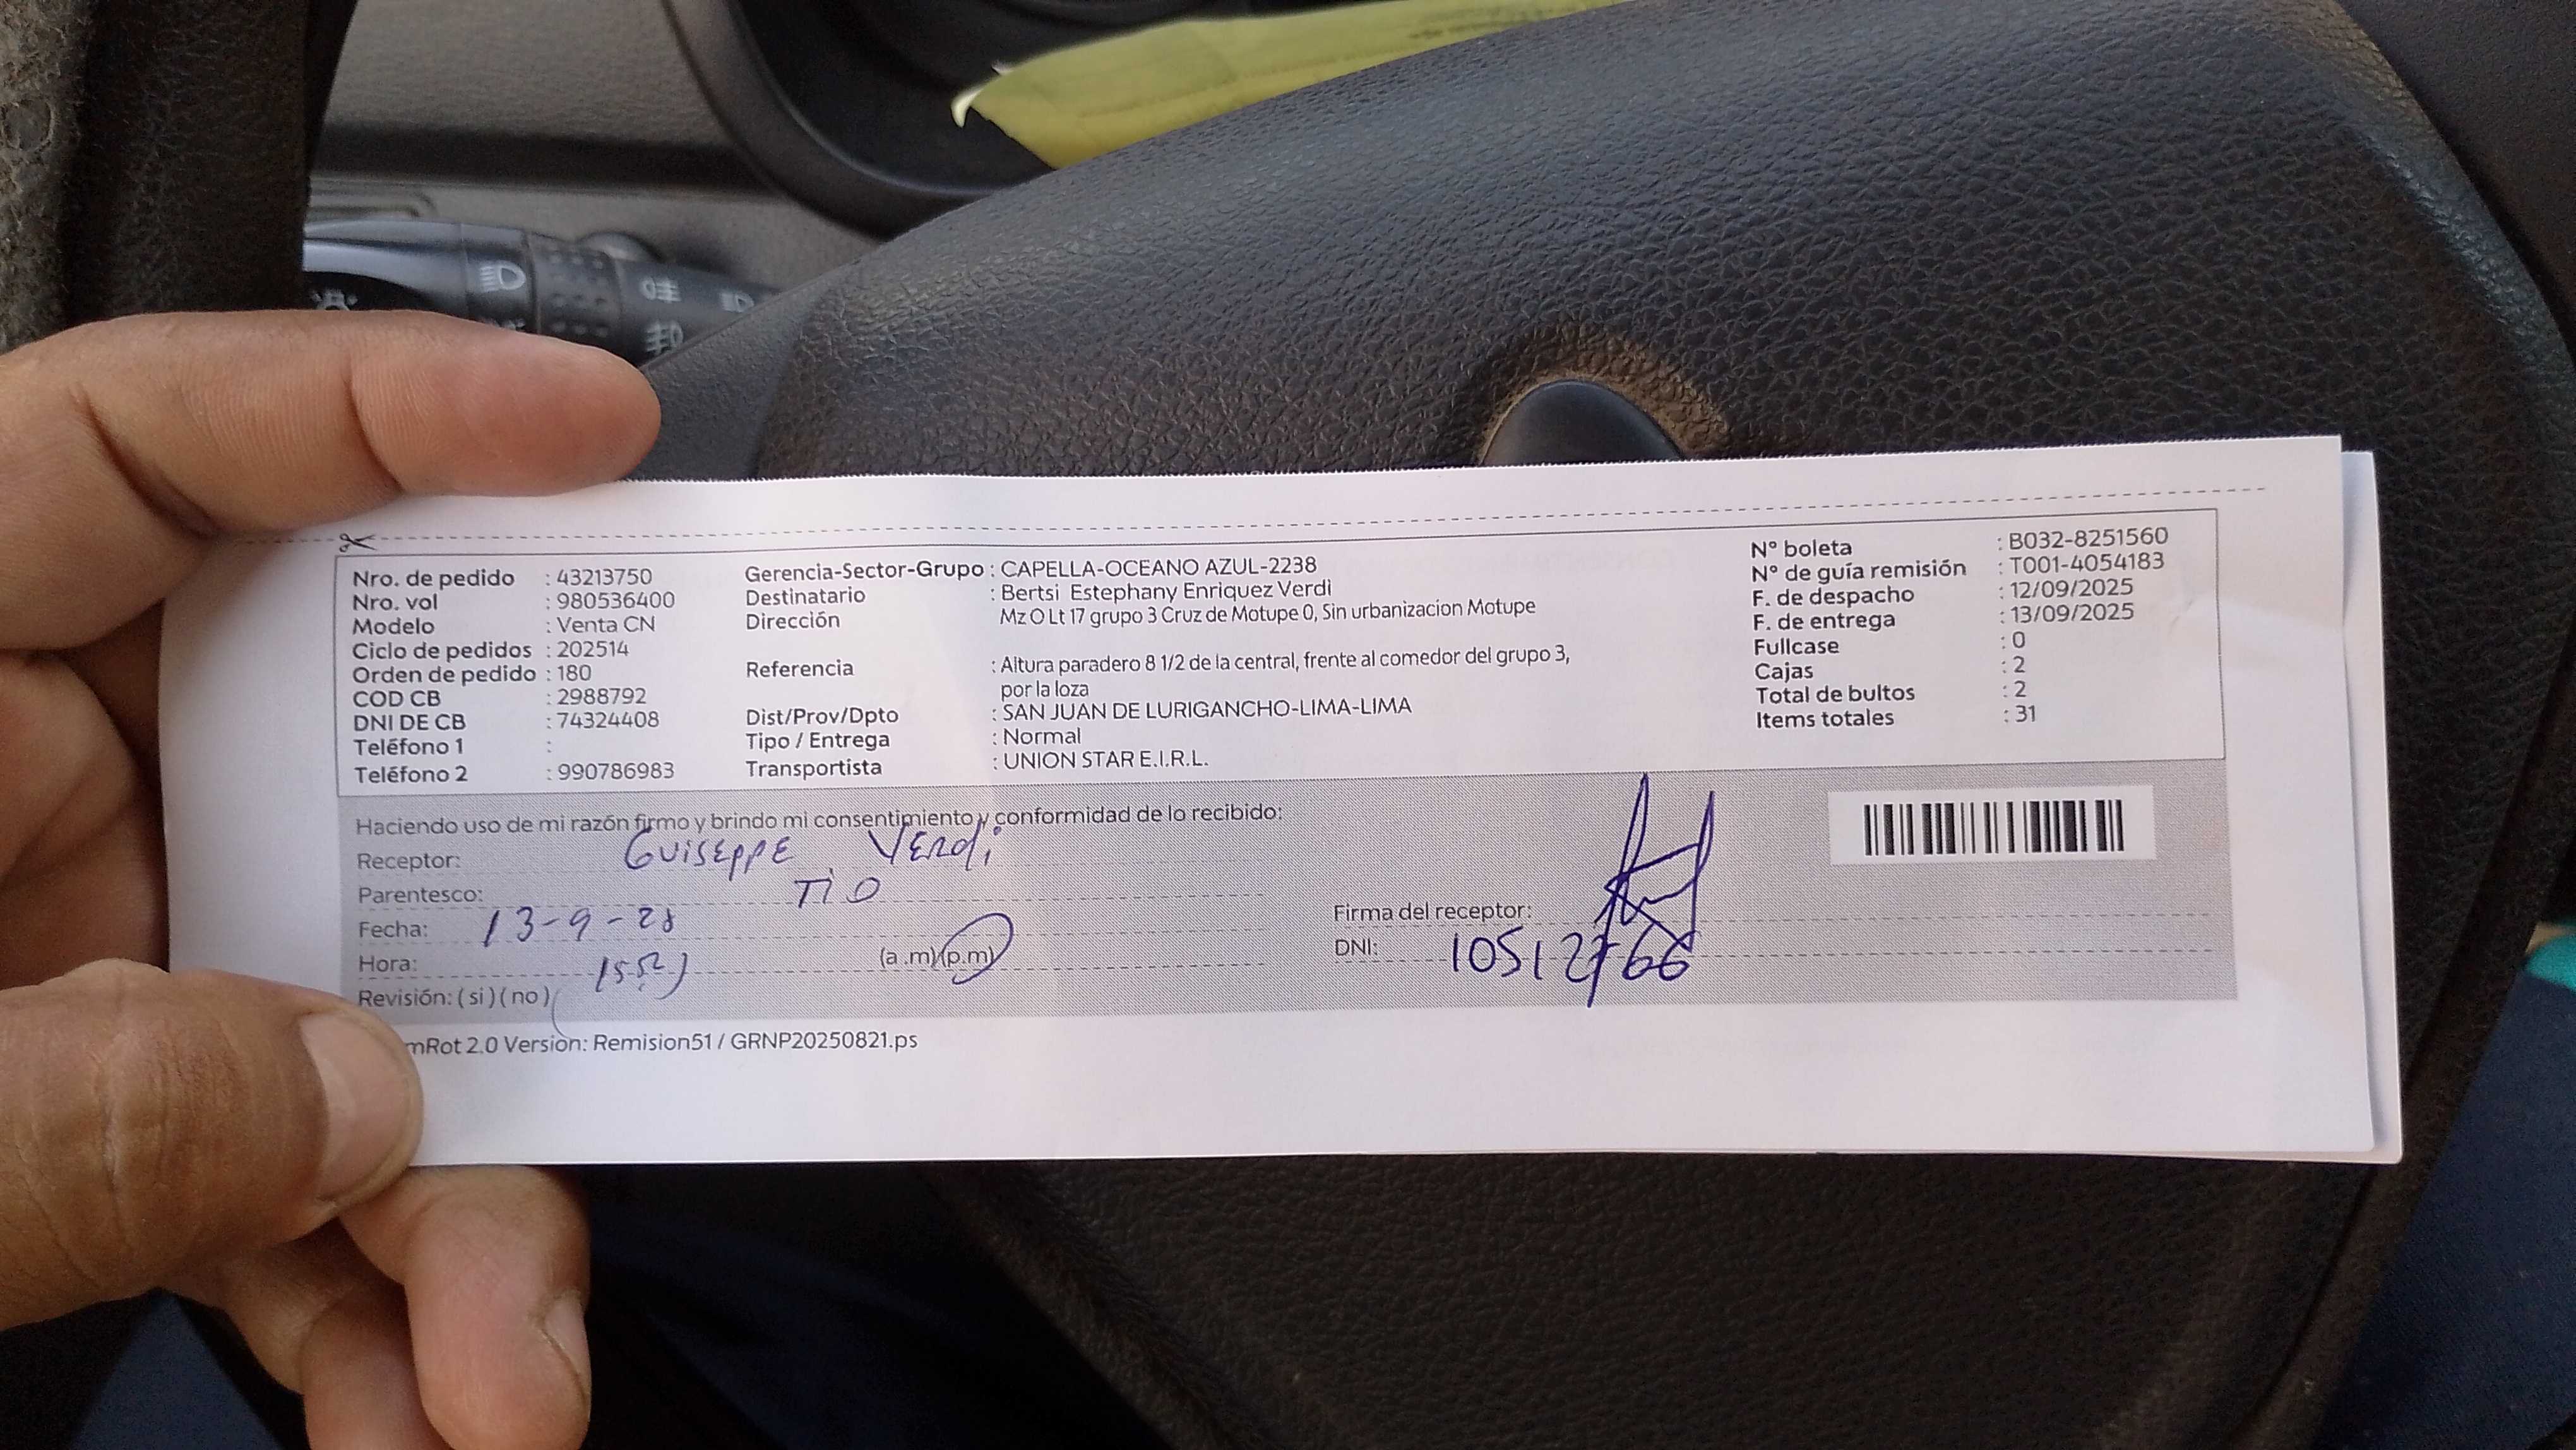 Nro. de pedido : 43213750
Nro. vol : 980536400
Modelo : Venta CN
Ciclo de pedidos : 202514
Orden de pedido : 180
COD CB : 2988792
DNI DE CB : 74324408
Teléfono 1 :
Teléfono 2 : 990786983
Gerencia-Sector-Grupo : CAPELLA-OCEANO AZUL-2238
Destinatario : Bertsi Estephany Enriquez Verdi
Dirección Mz O Lt 17 grupo 3 Cruz de Motupe 0, Sin urbanizacion Motupe
Referencia : Altura paradero 8 1/2 de la central, frente al comedor del grupo 3,
por la loza
Dist/Prov/Dpto : SAN JUAN DE LURIGANCHO-LIMA-LIMA
Tipo / Entrega : Normal
Transportista : UNION STAR E.I.R.L.
N° boleta : B032-8251560
N° de guía remisión : T001-4054183
F. de despacho : 12/09/2025
F. de entrega : 13/09/2025
Fullcase : 0
Cajas : 2
Total de bultos : 2
Items totales : 31
Haciendo uso de mi razón firmo y brindo mi consentimiento y conformidad de lo recibido:
Receptor: GUISEPPE VERDi
Parentesco: TIO
Fecha: 13-9-
Hora: (a .m)(p.m)
Revisión: ( si ) ( no )
Firma del receptor:
DNI: 10512766
mRot 2.0 Version: Remision51 / GRNP20250821.ps